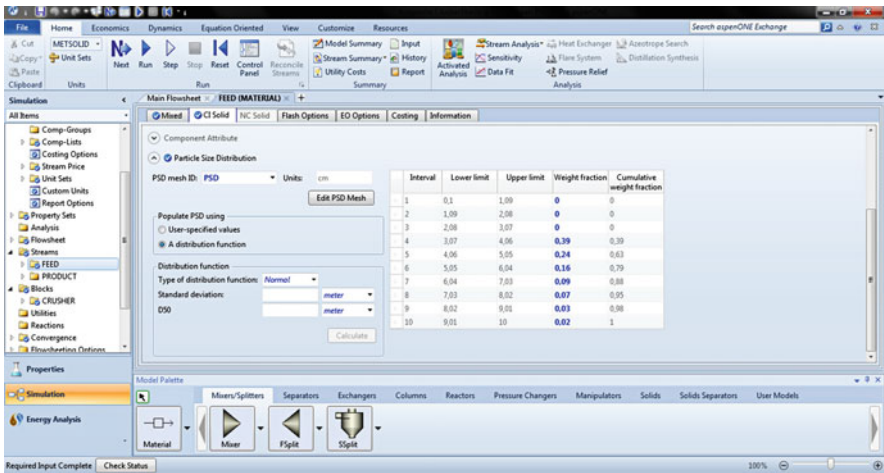 File Home Economics Dynamics Equation Oriented View Customize Resources Search aspenONE Exchange
Cut METSOLID Model Summary Input Stream Analysis Heat Exchanger Azeotrope Search
Copy Unit Sets Next Run Step Stop Reset Control Panel Reconcile Streams Stream Summary History Activated Analysis Sensitivity Flare System Distillation Synthesis
Paste Utility Costs Report Data Fit Pressure Relief
Clipboard Units Run Summary Analysis
Simulation Main Flowsheet FEED (MATERIAL) +
All Items Mixed CI Solid NC Solid Flash Options EO Options Costing Information
Comp-Groups
Comp-Lists
Costing Options
Stream Price
Unit Sets
Custom Units
Report Options
Property Sets
Analysis
Flowsheet
Streams
FEED
PRODUCT
Blocks
CRUSHER
Utilities
Reactions
Convergence
Flowsheeting Options
Properties
Simulation
Energy Analysis
Component Attribute
Particle Size Distribution
PSD mesh ID: PSD Units: cm
Edit PSD Mesh
Populate PSD using
User-specified values
A distribution function
Distribution function
Type of distribution function: Normal
Standard deviation: meter
D50 meter
Calculate
Interval Lower limit Upper limit Weight fraction Cumulative weight fraction
1 0,1 1,09 0 0
2 1,09 2,08 0 0
3 2,08 3,07 0 0
4 3,07 4,06 0,39 0,39
5 4,06 5,05 0,24 0,63
6 5,05 6,04 0,16 0,79
7 6,04 7,03 0,09 0,88
8 7,03 8,02 0,07 0,95
9 8,02 9,01 0,03 0,98
10 9,01 10 0,02 1
Model Palette
Mixers/Splitters Separators Exchangers Columns Reactors Pressure Changers Manipulators Solids Solids Separators User Models
Material Mixer FSplit SSplit
Required Input Complete Check Status 100%